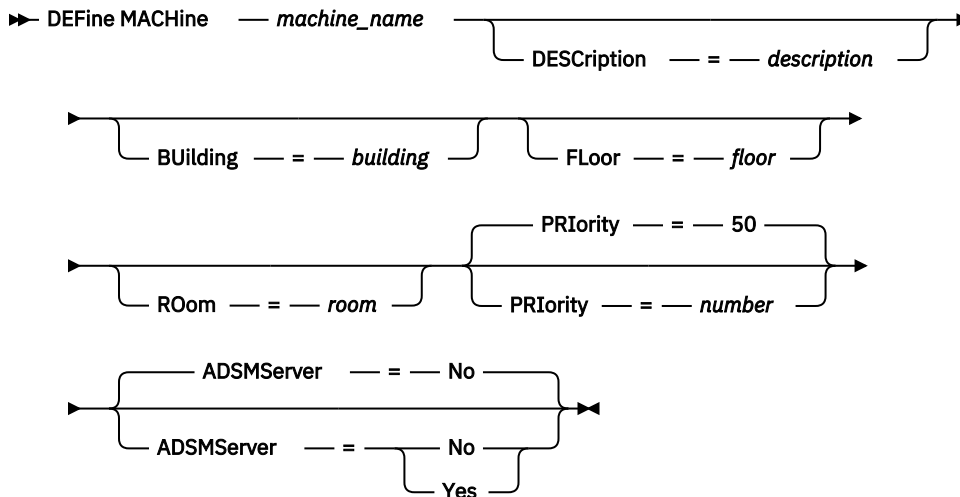 DEFine MACHine machine_name
DESCription = description
BUilding = building FLoor = floor
PRIority = 50
ROom = room PRIority = number
ADSMServer = No
ADSMServer = No
Yes